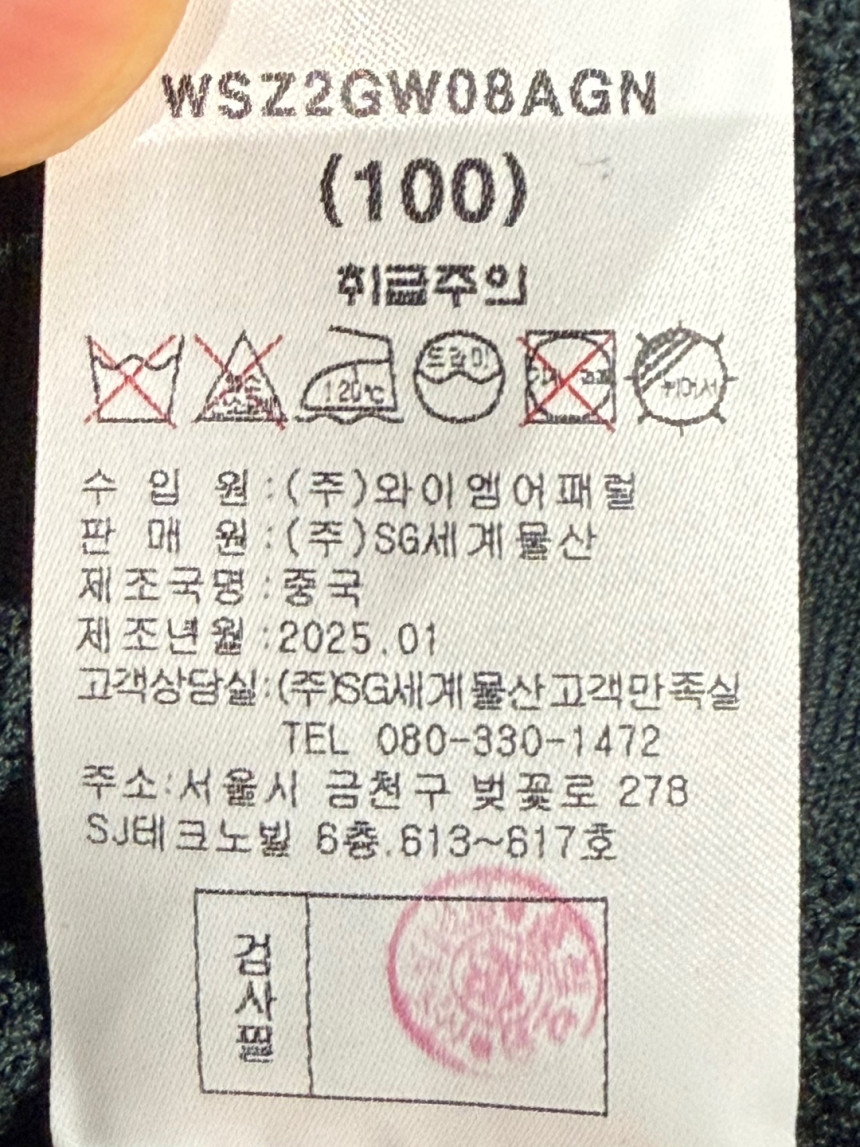 WSZ2GW08AGN
(100)
취급주의
120℃ 드라이
수입원:(주)와이엠어패럴
판매원:(주)SG세계물산
제조국명:중국
제조년월:2025.01
고객상담실:(주)SG세계물산고객만족실
TEL 080-330-1472
주소:서울시 금천구 벚꽃로 278
SJ테크노빌 6층.613~617호
검사필